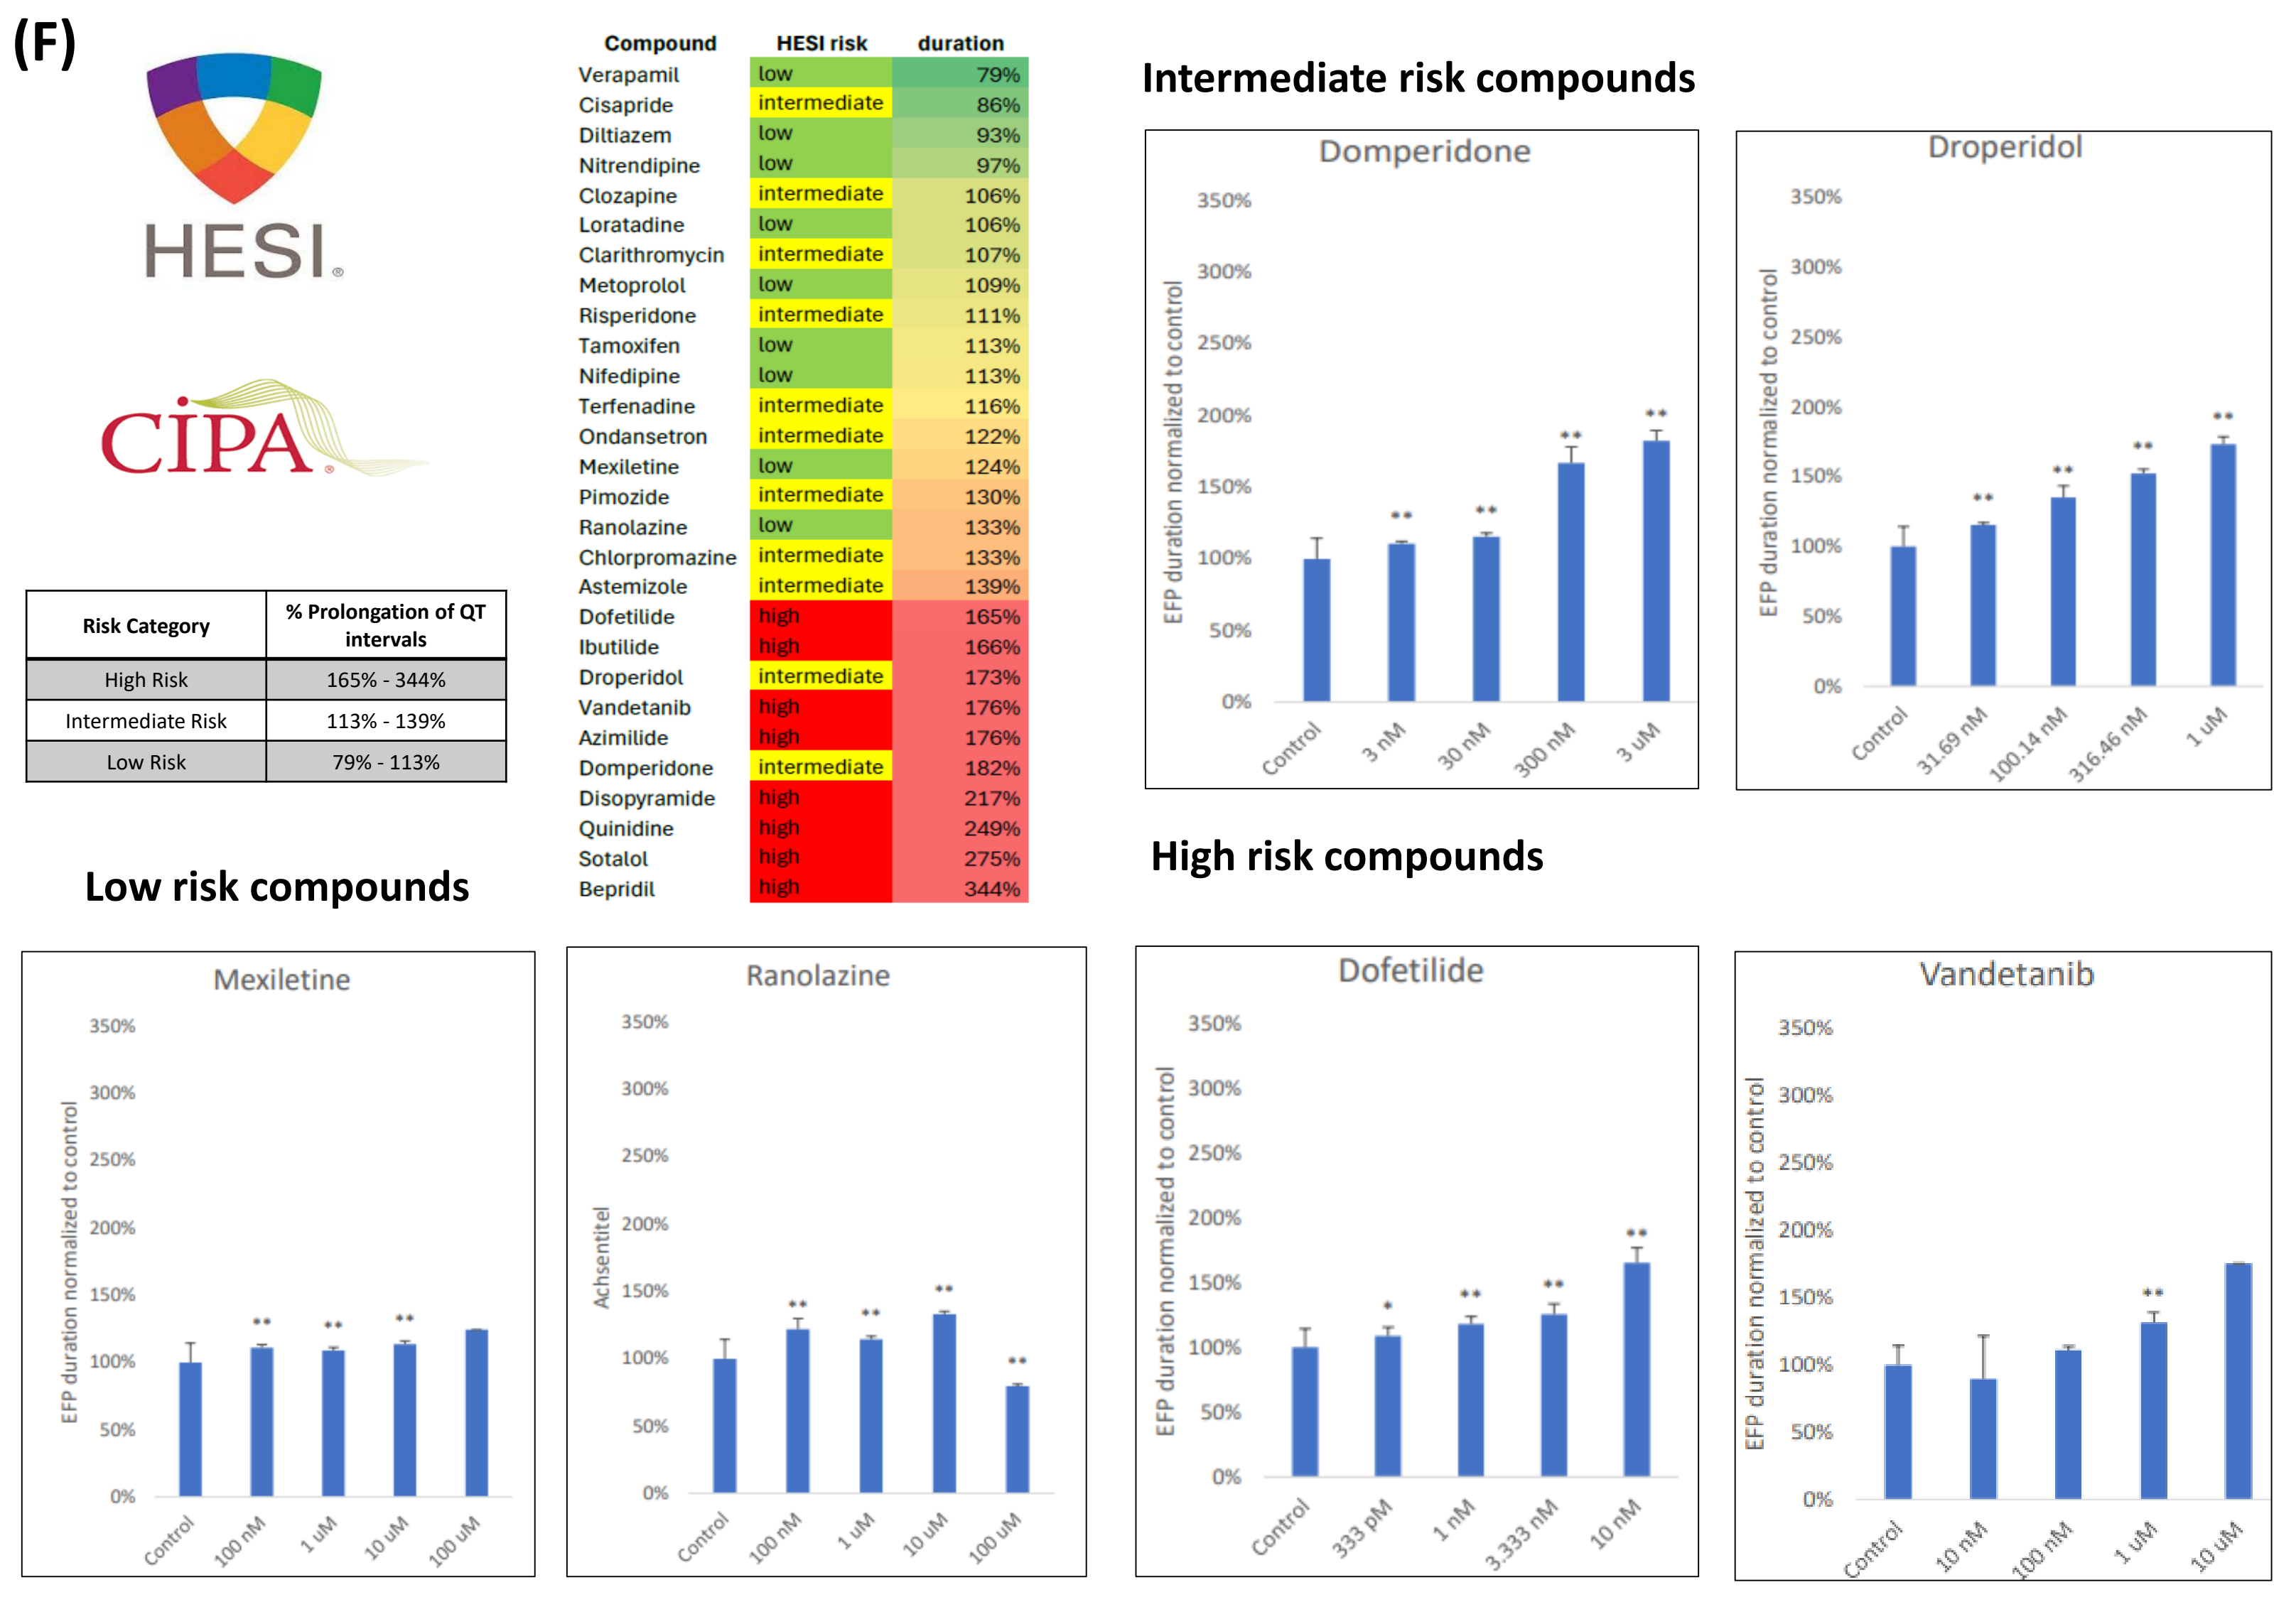 (F)
HESI®
CiPA®
Risk Category % Prolongation of QT
intervals
High Risk 165% - 344%
Intermediate Risk 113% - 139%
Low Risk 79% - 113%
Compound HESI risk duration
Verapamil low 79%
Cisapride intermediate 86%
Diltiazem low 93%
Nitrendipine low 97%
Clozapine intermediate 106%
Loratadine low 106%
Clarithromycin intermediate 107%
Metoprolol low 109%
Risperidone intermediate 111%
Tamoxifen low 113%
Nifedipine low 113%
Terfenadine intermediate 116%
Ondansetron intermediate 122%
Mexiletine low 124%
Pimozide intermediate 130%
Ranolazine low 133%
Chlorpromazine intermediate 133%
Astemizole intermediate 139%
Dofetilide high 165%
Ibutilide high 166%
Droperidol intermediate 173%
Vandetanib high 176%
Azimilide high 176%
Domperidone intermediate 182%
Disopyramide high 217%
Quinidine high 249%
Sotalol high 275%
Bepridil high 344%
Intermediate risk compounds
Domperidone
EFP duration normalized to control
350%
300%
250%
200%
150%
100%
50%
0%
** ** ** **
Control 3 nM 30 nM 300 nM 3 uM
Droperidol
EFP duration normalized to control
350%
300%
250%
200%
150%
100%
50%
0%
** ** ** **
Control 31.69 nM 100.14 nM 316.46 nM 1 uM
Low risk compounds
Mexiletine
EFP duration normalized to control
350%
300%
250%
200%
150%
100%
50%
0%
** ** **
Control 100 nM 1 uM 10 uM 100 uM
Ranolazine
Achsentitel
350%
300%
250%
200%
150%
100%
50%
0%
** ** ** **
Control 100 nM 1 uM 10 uM 100 uM
High risk compounds
Dofetilide
EFP duration normalized to control
350%
300%
250%
200%
150%
100%
50%
0%
* ** ** **
Control 333 pM 1 nM 3.333 nM 10 nM
Vandetanib
EFP duration normalized to control
350%
300%
250%
200%
150%
100%
50%
0%
**
Control 10 nM 100 nM 1 uM 10 uM